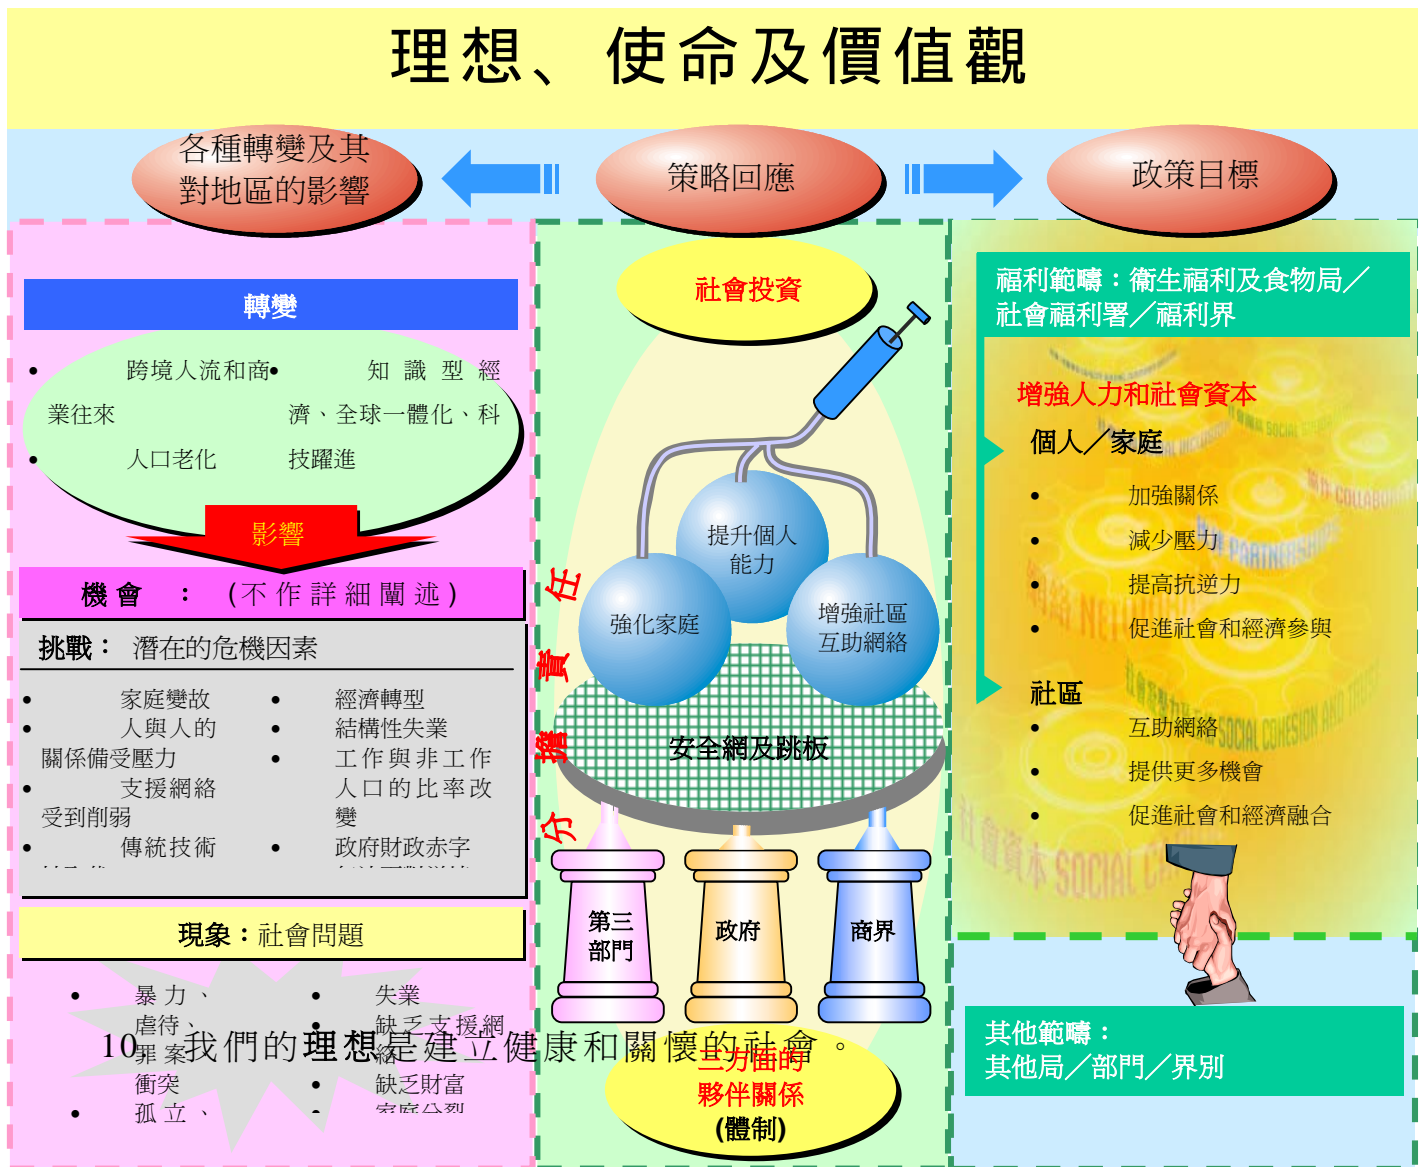 理想、使命及價值觀
各種轉變及其
對地區的影響
策略回應
政策目標
轉變
• 跨境人流和商
業往來
• 人口老化
• 知識型經
濟、全球一體化、科
技躍進
影響
機會 : (不作詳細闡述)
挑戰： 潛在的危機因素
• 家庭變故
• 人與人的
關係備受壓力
• 支援網絡
受到削弱
• 傳統技術
• 經濟轉型
• 結構性失業
• 工作與非工作
人口的比率改
變
• 政府財政赤字
現象：社會問題
• 暴力、
虐待、
罪案、
衝突
• 孤立、
• 失業
• 缺乏支援網
絡
• 缺乏財富
• 家庭分裂
10. 我們的理想是建立健康和關懷的社會。
社會投資
提升個人
能力
強化家庭
增強社區
互助網絡
安全網及跳板
分擔責任
第三
部門
政府
商界
三方面的
夥伴關係
(體制)
福利範疇：衞生福利及食物局／
社會福利署／福利界
增強人力和社會資本
個人／家庭
• 加強關係
• 減少壓力
• 提高抗逆力
• 促進社會和經濟參與
社區
• 互助網絡
• 提供更多機會
• 促進社會和經濟融合
社會資本 SOCIAL
SOCIAL COHESION AND
其他範疇：
其他局／部門／界別